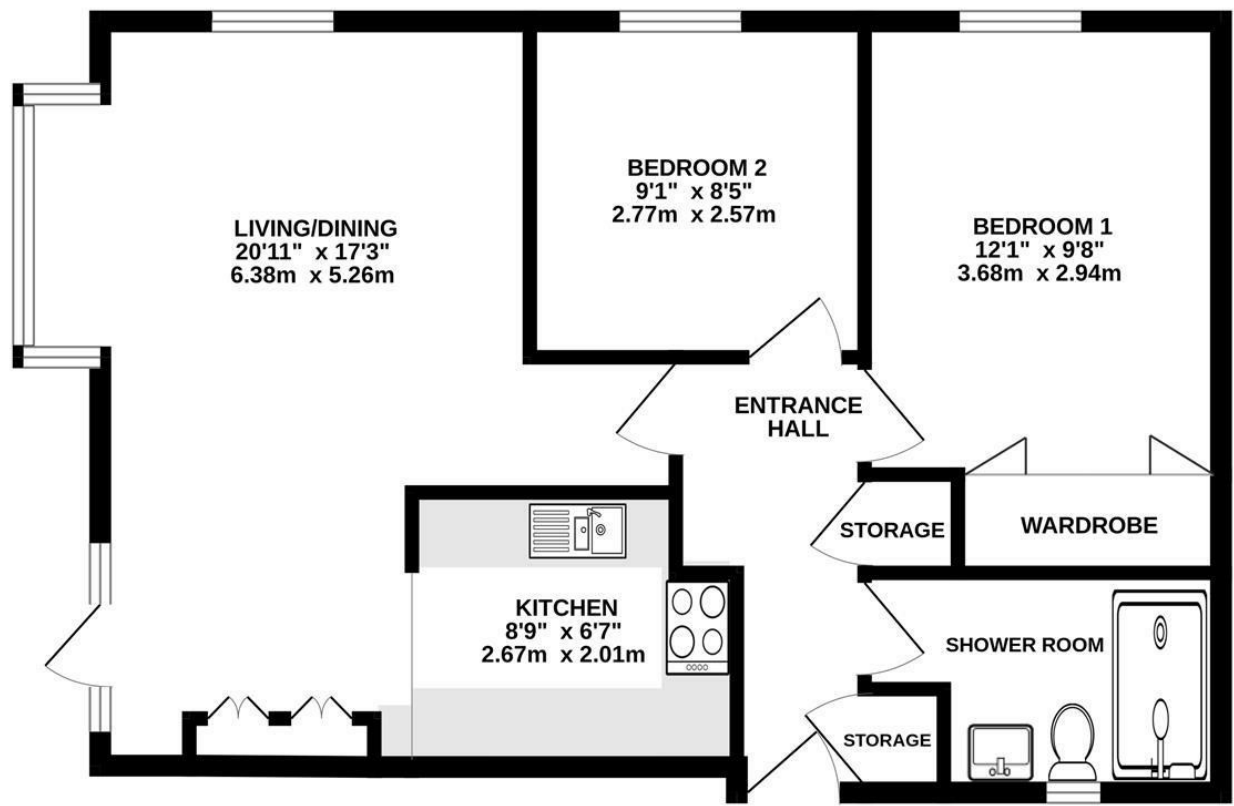 LIVING/DINING
20'11" x 17'3"
6.38m x 5.26m
BEDROOM 2
9'1" x 8'5"
2.77m x 2.57m
BEDROOM 1
12'1" x 9'8"
3.68m x 2.94m
ENTRANCE
HALL
STORAGE
WARDROBE
KITCHEN
8'9" x 6'7"
2.67m x 2.01m
SHOWER ROOM
STORAGE